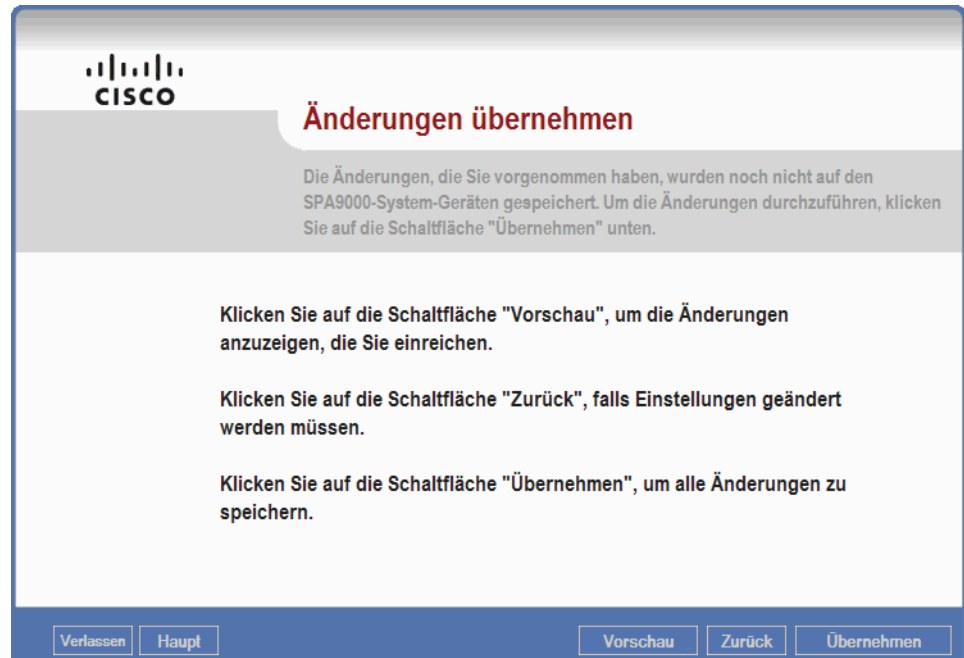 CISCO
Änderungen übernehmen
Die Änderungen, die Sie vorgenommen haben, wurden noch nicht auf den
SPA9000-System-Geräten gespeichert. Um die Änderungen durchzuführen, klicken
Sie auf die Schaltfläche "Übernehmen" unten.
Klicken Sie auf die Schaltfläche "Vorschau", um die Änderungen
anzuzeigen, die Sie einreichen.
Klicken Sie auf die Schaltfläche "Zurück", falls Einstellungen geändert
werden müssen.
Klicken Sie auf die Schaltfläche "Übernehmen", um alle Änderungen zu
speichern.
Verlassen Haupt Vorschau Zurück Übernehmen